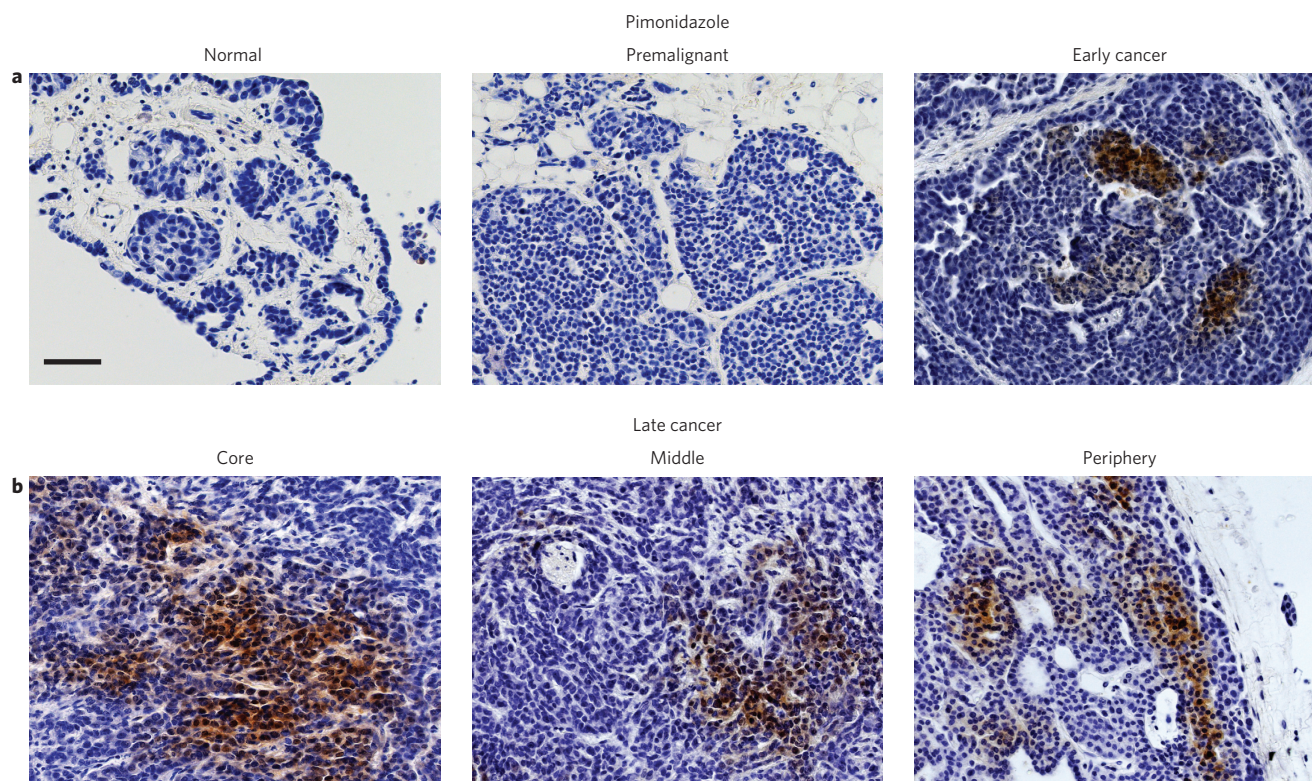 Pimonidazole
Normal
Premalignant
Early cancer
a
Late cancer
Core
Middle
Periphery
b